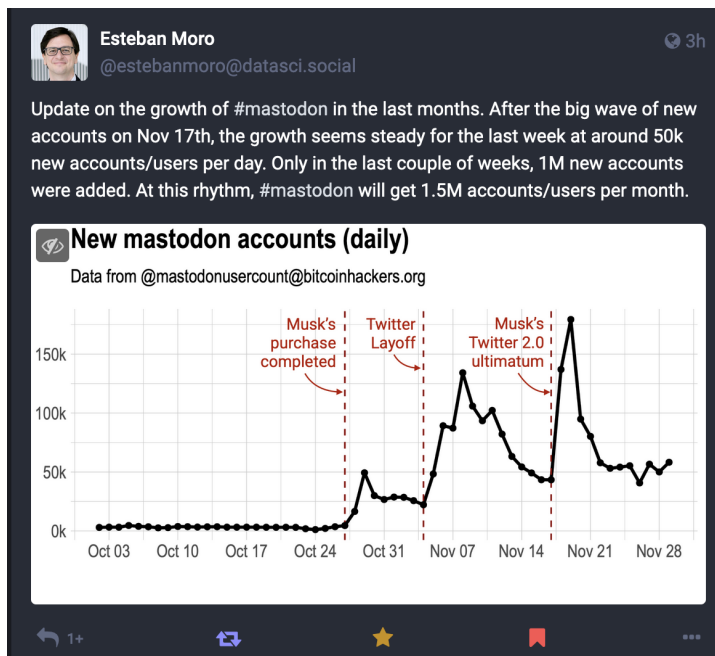 Esteban Moro
3h
@estebanmoro@datasci.social
Update on the growth of #mastodon in the last months. After the big wave of new
accounts on Nov 17th, the growth seems steady for the last week at around 50k
new accounts/users per day. Only in the last couple of weeks, 1M new accounts
were added. At this rhythm, #mastodon will get 1.5M accounts/users per month.
New mastodon accounts (daily)
Data from @mastodonusercount@bitcoinhackers.org
Musk's
purchase
completed
Twitter
Layoff
Musk's
Twitter 2.0
ultimatum
150k
100k
50k
0k
Oct 03
Oct 10
Oct 17
Oct 24
Oct 31
Nov 07
Nov 14
Nov 21
Nov 28
1+